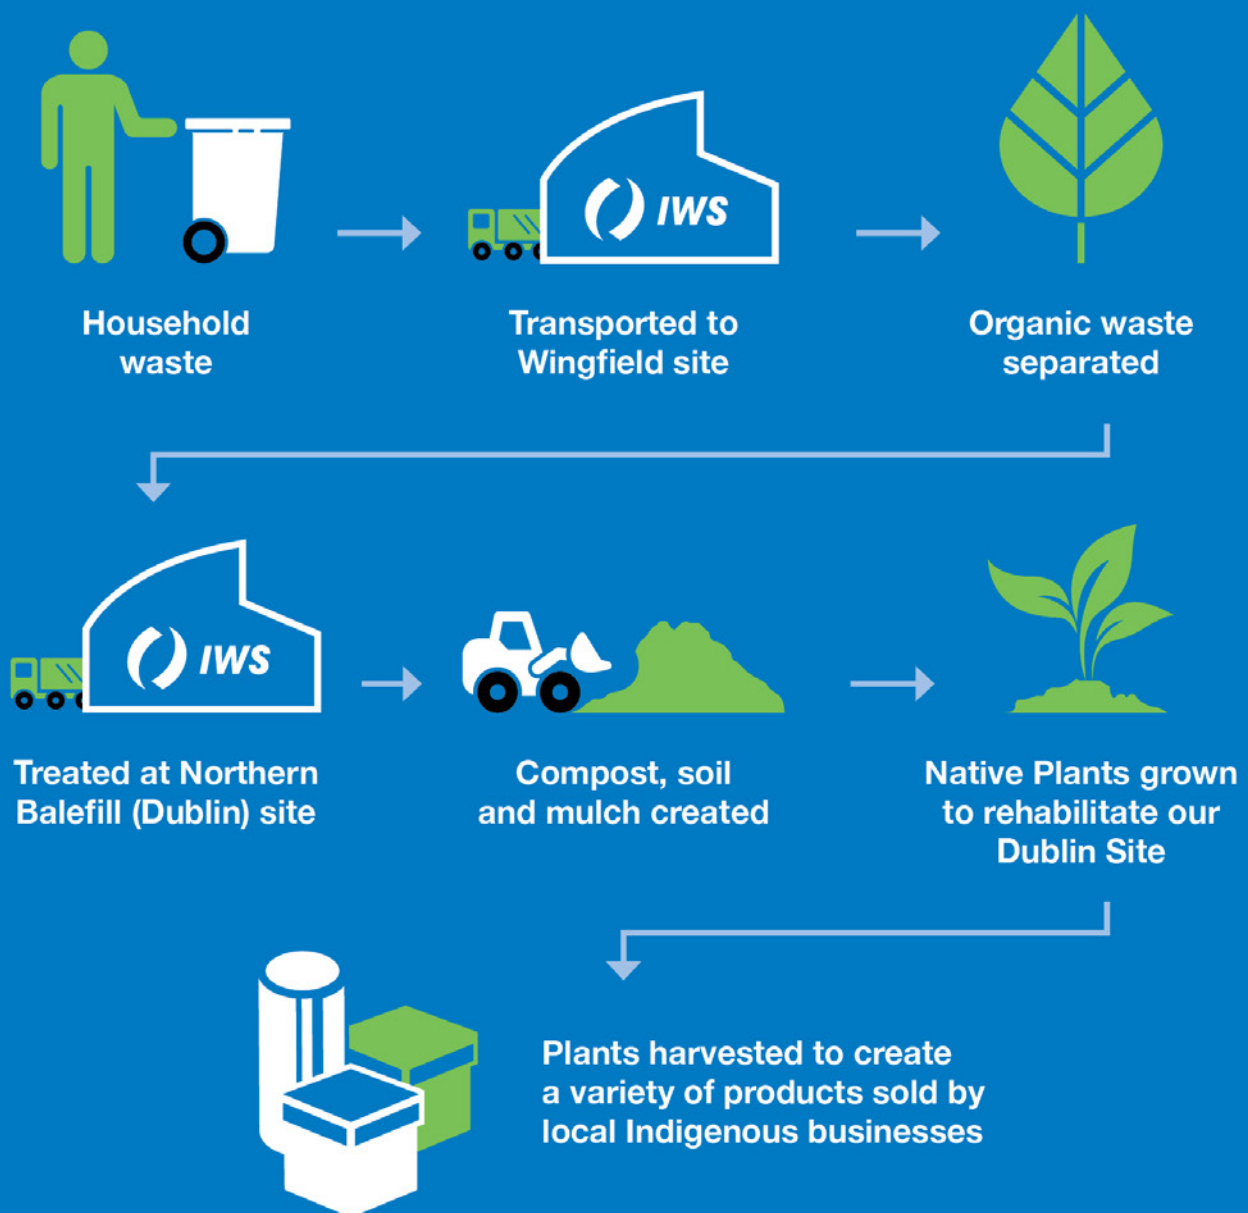 IWS
Household
waste
Transported to
Wingfield site
Organic waste
separated
IWS
Treated at Northern
Balefill (Dublin) site
Compost, soil
and mulch created
Native Plants grown
to rehabilitate our
Dublin Site
Plants harvested to create
a variety of products sold by
local Indigenous businesses